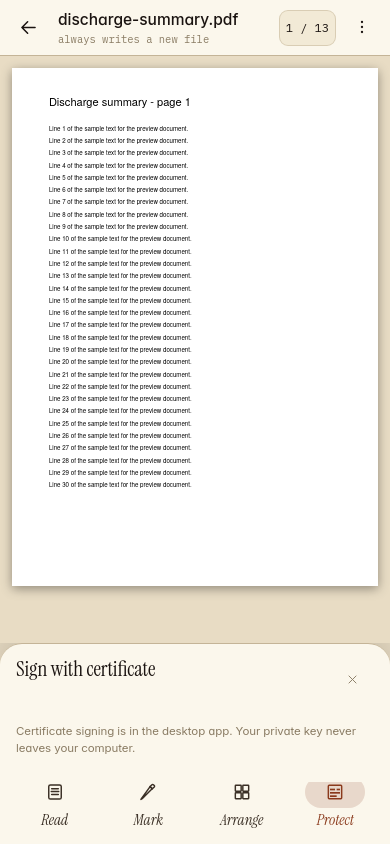 discharge-summary.pdf
always writes a new file
1 / 13
Discharge summary - page 1
Line 1 of the sample text for the preview document.
Line 2 of the sample text for the preview document.
Line 3 of the sample text for the preview document.
Line 4 of the sample text for the preview document.
Line 5 of the sample text for the preview document.
Line 6 of the sample text for the preview document.
Line 7 of the sample text for the preview document.
Line 8 of the sample text for the preview document.
Line 9 of the sample text for the preview document.
Line 10 of the sample text for the preview document.
Line 11 of the sample text for the preview document.
Line 12 of the sample text for the preview document.
Line 13 of the sample text for the preview document.
Line 14 of the sample text for the preview document.
Line 15 of the sample text for the preview document.
Line 16 of the sample text for the preview document.
Line 17 of the sample text for the preview document.
Line 18 of the sample text for the preview document.
Line 19 of the sample text for the preview document.
Line 20 of the sample text for the preview document.
Line 21 of the sample text for the preview document.
Line 22 of the sample text for the preview document.
Line 23 of the sample text for the preview document.
Line 24 of the sample text for the preview document.
Line 25 of the sample text for the preview document.
Line 26 of the sample text for the preview document.
Line 27 of the sample text for the preview document.
Line 28 of the sample text for the preview document.
Line 29 of the sample text for the preview document.
Line 30 of the sample text for the preview document.
Sign with certificate
Certificate signing is in the desktop app. Your private key never
leaves your computer.
Read
Mark
Arrange
Protect